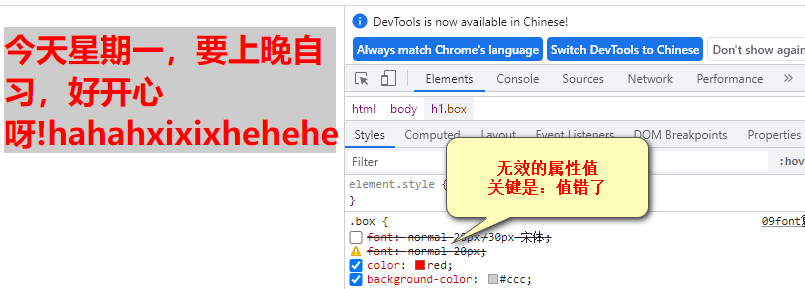 今天星期一，要上晚自
习，好开心
呀!hahahxixixhehehe
DevTools is now available in Chinese!
Always match Chrome's language
Switch DevTools to Chinese
Don't show again
Elements
Console
Sources
Network
Performance
html
body
h1.box
Styles
Computed
Layout
Event Listeners
DOM Breakpoints
Properties
Filter
:hov
无效的属性值
关键是：值错了
element.style {
}
.box {
09font
font: normal 20px/30px 宋体;
font: normal 20px;
color: red;
background-color: #ccc;